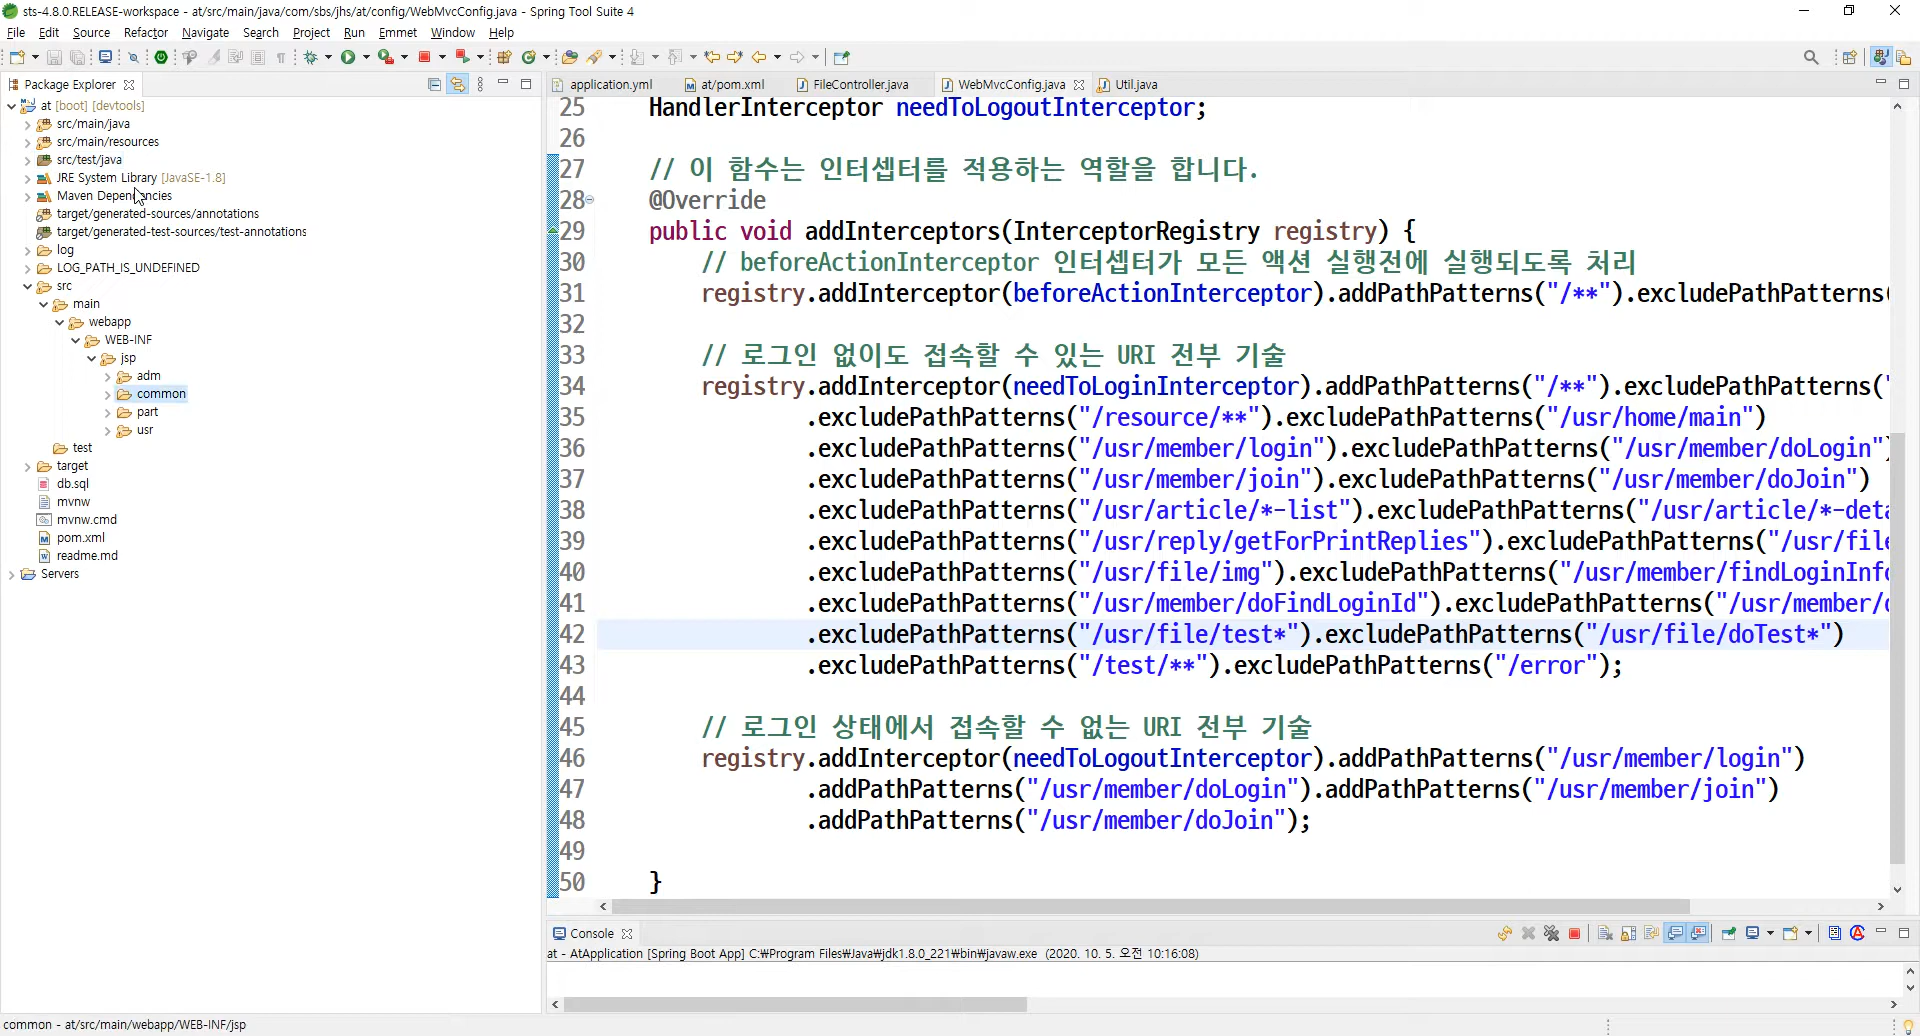 sts-4.8.0.RELEASE-workspace - at/src/main/java/com/sbs/jhs/at/config/WebMvcConfig.java - Spring Tool Suite 4
File Edit Source Refactor Navigate Search Project Run Emmet Window Help
Package Explorer
at [boot] [devtools]
src/main/java
src/main/resources
src/test/java
JRE System Library [JavaSE-1.8]
Maven Dependencies
target/generated-sources/annotations
target/generated-test-sources/test-annotations
log
LOG_PATH_IS_UNDEFINED
src
main
webapp
WEB-INF
jsp
adm
common
part
usr
test
target
db.sql
mvnw
mvnw.cmd
pom.xml
readme.md
Servers
application.yml at/pom.xml FileController.java WebMvcConfig.java Util.java
25 HandlerInterceptor needToLogoutInterceptor;
26
27 // 이 함수는 인터셉터를 적용하는 역할을 합니다.
28 @Override
29 public void addInterceptors(InterceptorRegistry registry) {
30 // beforeActionInterceptor 인터셉터가 모든 액션 실행전에 실행되도록 처리
31 registry.addInterceptor(beforeActionInterceptor).addPathPatterns("/**").excludePathPatterns(
32
33 // 로그인 없이도 접속할 수 있는 URI 전부 기술
34 registry.addInterceptor(needToLoginInterceptor).addPathPatterns("/**").excludePathPatterns("
35 .excludePathPatterns("/resource/**").excludePathPatterns("/usr/home/main")
36 .excludePathPatterns("/usr/member/login").excludePathPatterns("/usr/member/doLogin")
37 .excludePathPatterns("/usr/member/join").excludePathPatterns("/usr/member/doJoin")
38 .excludePathPatterns("/usr/article/*-list").excludePathPatterns("/usr/article/*-deta
39 .excludePathPatterns("/usr/reply/getForPrintReplies").excludePathPatterns("/usr/file
40 .excludePathPatterns("/usr/file/img").excludePathPatterns("/usr/member/findLoginInfo
41 .excludePathPatterns("/usr/member/doFindLoginId").excludePathPatterns("/usr/member/d
42 .excludePathPatterns("/usr/file/test*").excludePathPatterns("/usr/file/doTest*")
43 .excludePathPatterns("/test/**").excludePathPatterns("/error");
44
45 // 로그인 상태에서 접속할 수 없는 URI 전부 기술
46 registry.addInterceptor(needToLogoutInterceptor).addPathPatterns("/usr/member/login")
47 .addPathPatterns("/usr/member/doLogin").addPathPatterns("/usr/member/join")
48 .addPathPatterns("/usr/member/doJoin");
49
50 }
Console
at - AtApplication [Spring Boot App] C:₩Program Files₩Java₩jdk1.8.0_221₩bin₩javaw.exe (2020. 10. 5. 오전 10:16:08)
common - at/src/main/webapp/WEB-INF/jsp